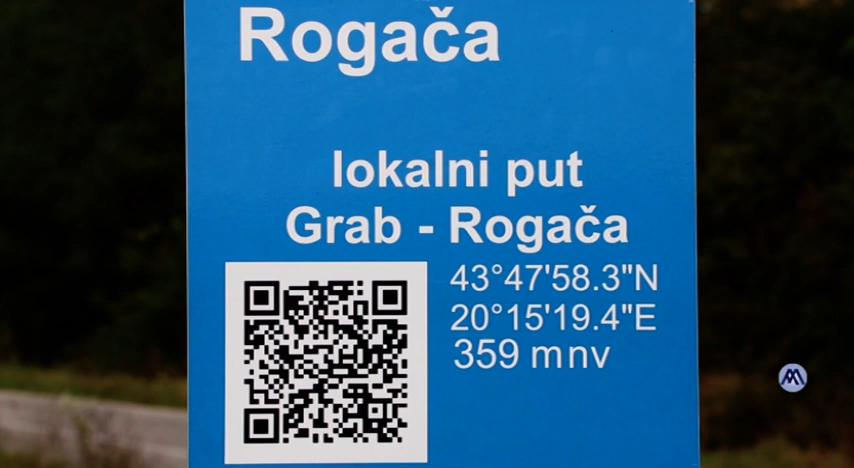 Rogača
lokalni put
Grab - Rogača
43°47'58.3"N
20°15'19.4"E
359 mnv